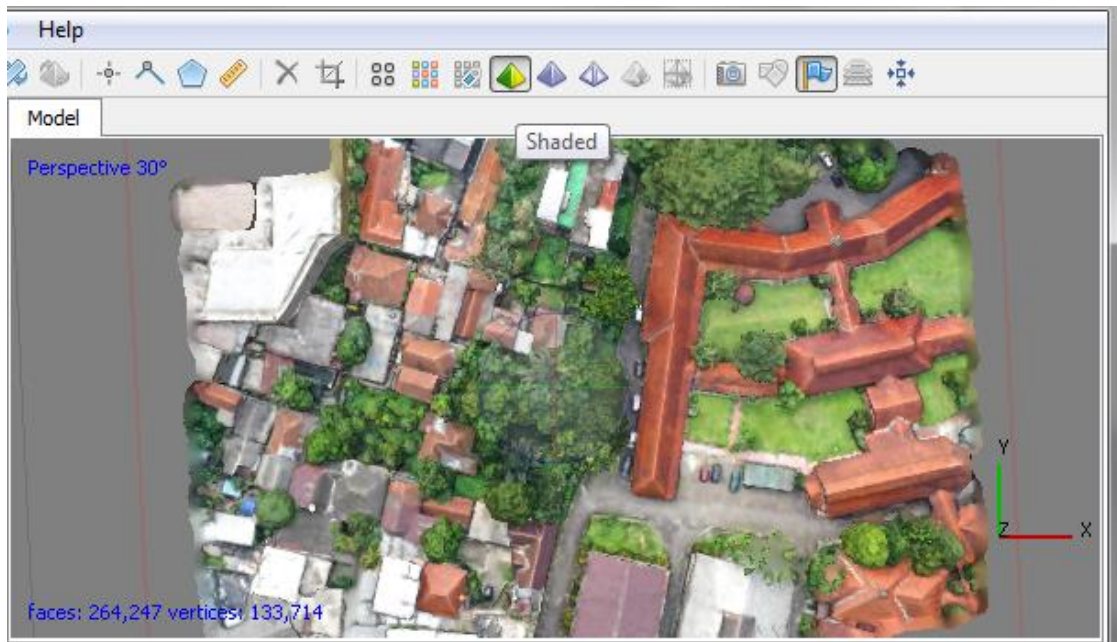 Help
Model
Shaded
Perspective 30°
Y
Z
X
faces: 264,247 vertices: 133,714